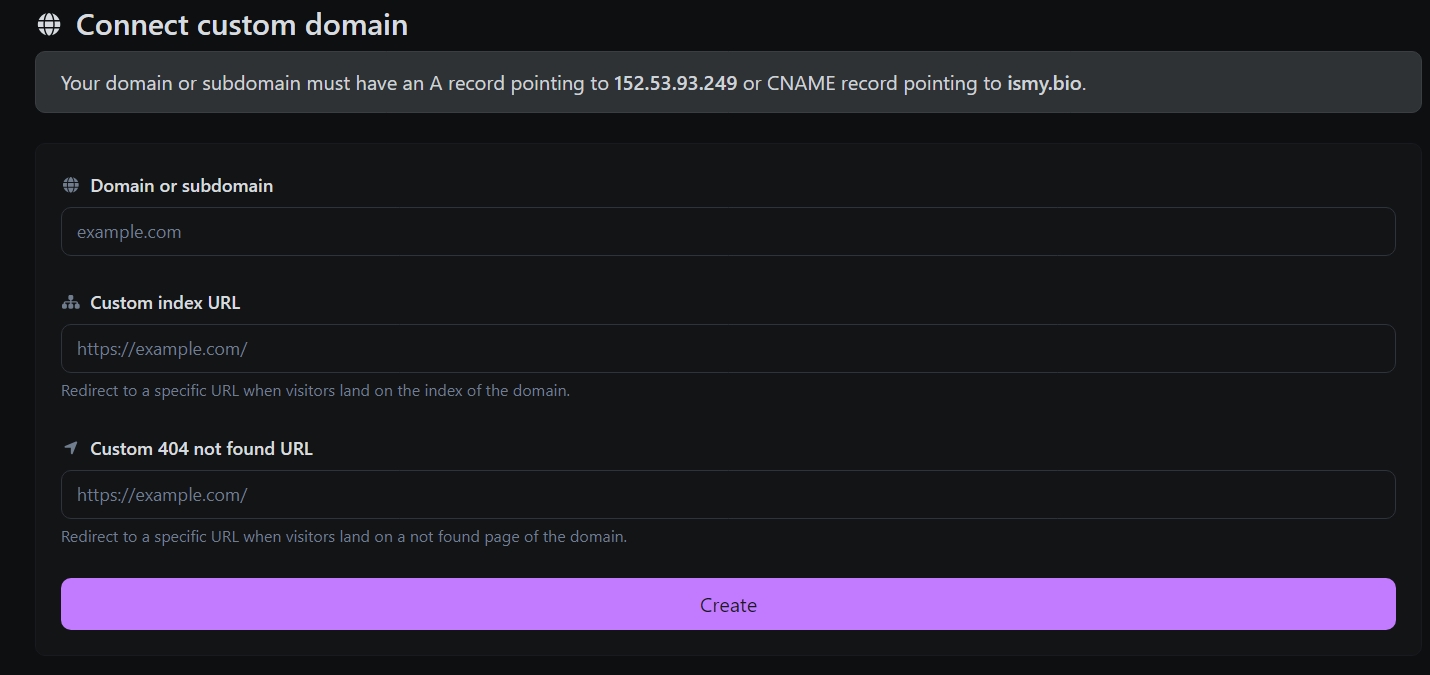 Connect custom domain
Your domain or subdomain must have an A record pointing to 152.53.93.249 or CNAME record pointing to ismy.bio.
Domain or subdomain
example.com
Custom index URL
https://example.com/
Redirect to a specific URL when visitors land on the index of the domain.
Custom 404 not found URL
https://example.com/
Redirect to a specific URL when visitors land on a not found page of the domain.
Create